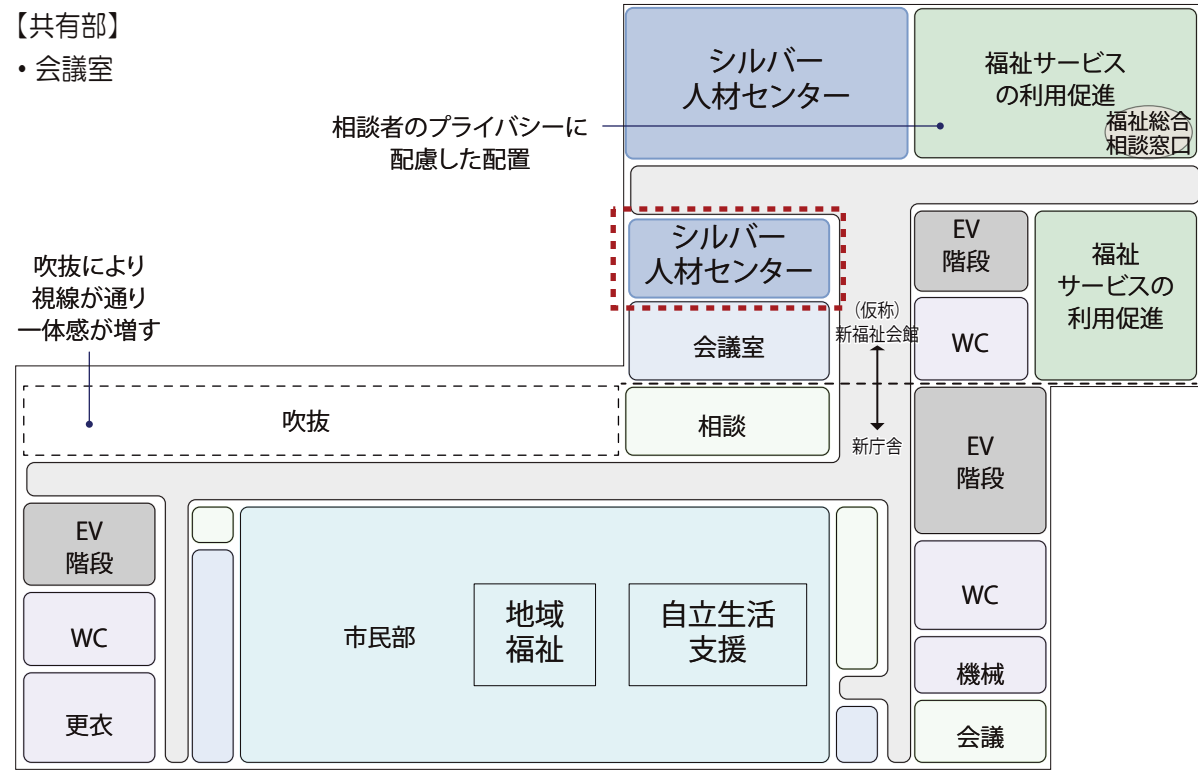 【共有部】
・会議室
シルバー
人材センター
福祉サービス
の利用促進
福祉総合
相談窓口
相談者のプライバシーに
配慮した配置
シルバー
人材センター
EV
階段
福祉
サービスの
利用促進
吹抜により
視線が通り
一体感が増す
会議室
(仮称)
新福祉会館
WC
吹抜
相談
新庁舎
EV
階段
EV
階段
WC
更衣
市民部
地域
福祉
自立生活
支援
WC
機械
会議